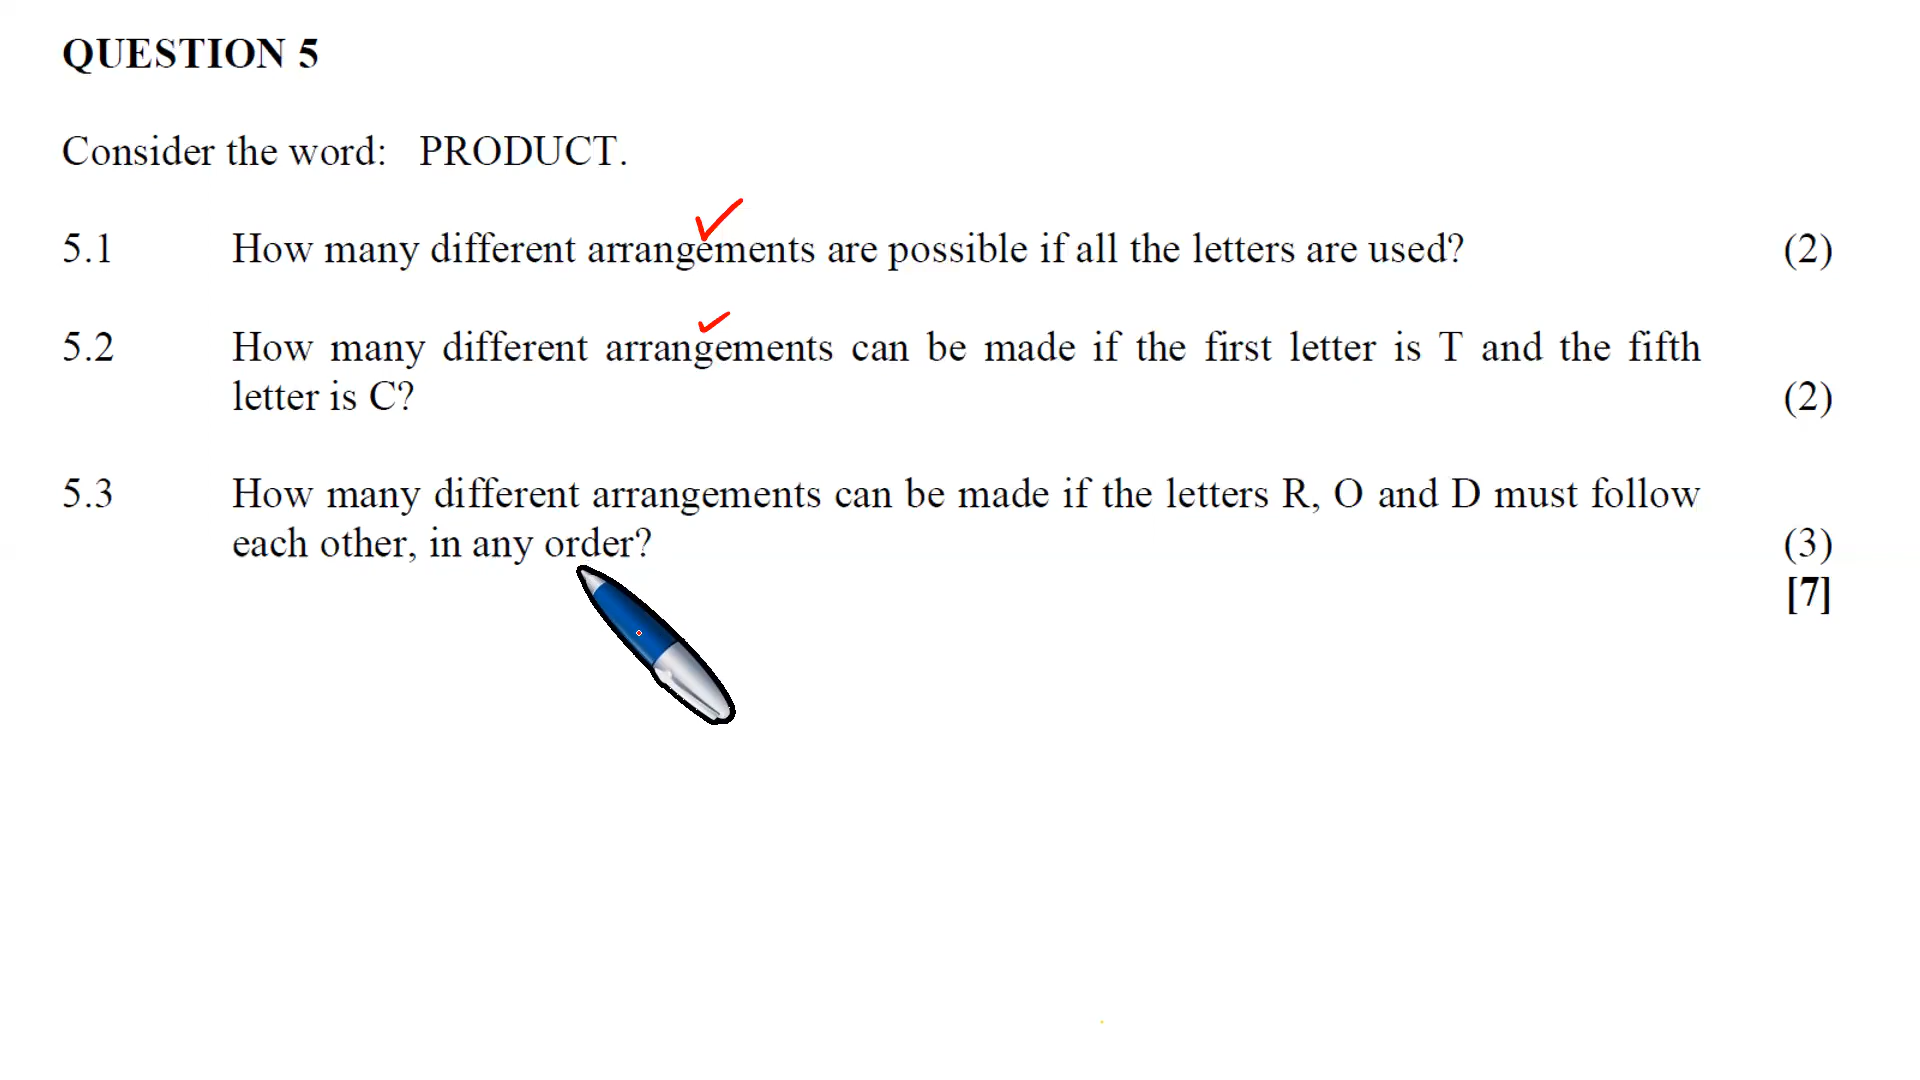 QUESTION 5
Consider the word: PRODUCT.
5.1 How many different arrangements are possible if all the letters are used? (2)
5.2 How many different arrangements can be made if the first letter is T and the fifth
letter is C? (2)
5.3 How many different arrangements can be made if the letters R, O and D must follow
each other, in any order? (3)
[7]